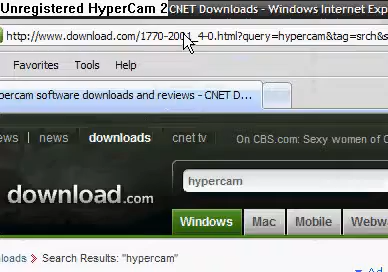 Unregistered HyperCam 2 CNET Downloads - Windows Internet Exp
http://www.download.com/1770-20 4-0.html?query=hypercam&tag=srch&s
Favorites Tools Help
percam software downloads and reviews - CNET D...
ews | news | downloads cnet tv On CBS.com: Sexy women of C
hypercam
download.com
Windows Mac Mobile Webw
loads > Search Results: "hypercam"